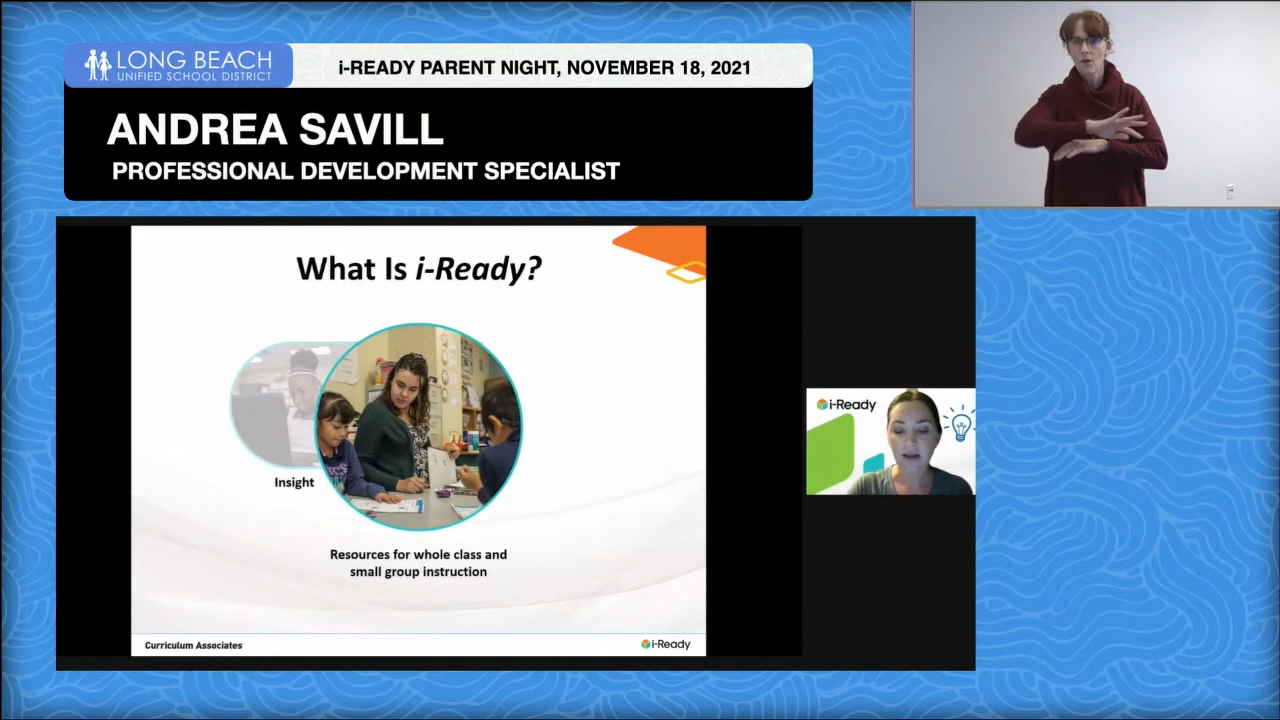 LONG BEACH
UNIFIED SCHOOL DISTRICT
i-READY PARENT NIGHT, NOVEMBER 18, 2021
ANDREA SAVILL
PROFESSIONAL DEVELOPMENT SPECIALIST
What Is i-Ready?
Insight
Resources for whole class and
small group instruction
Curriculum Associates
i-Ready
i-Ready